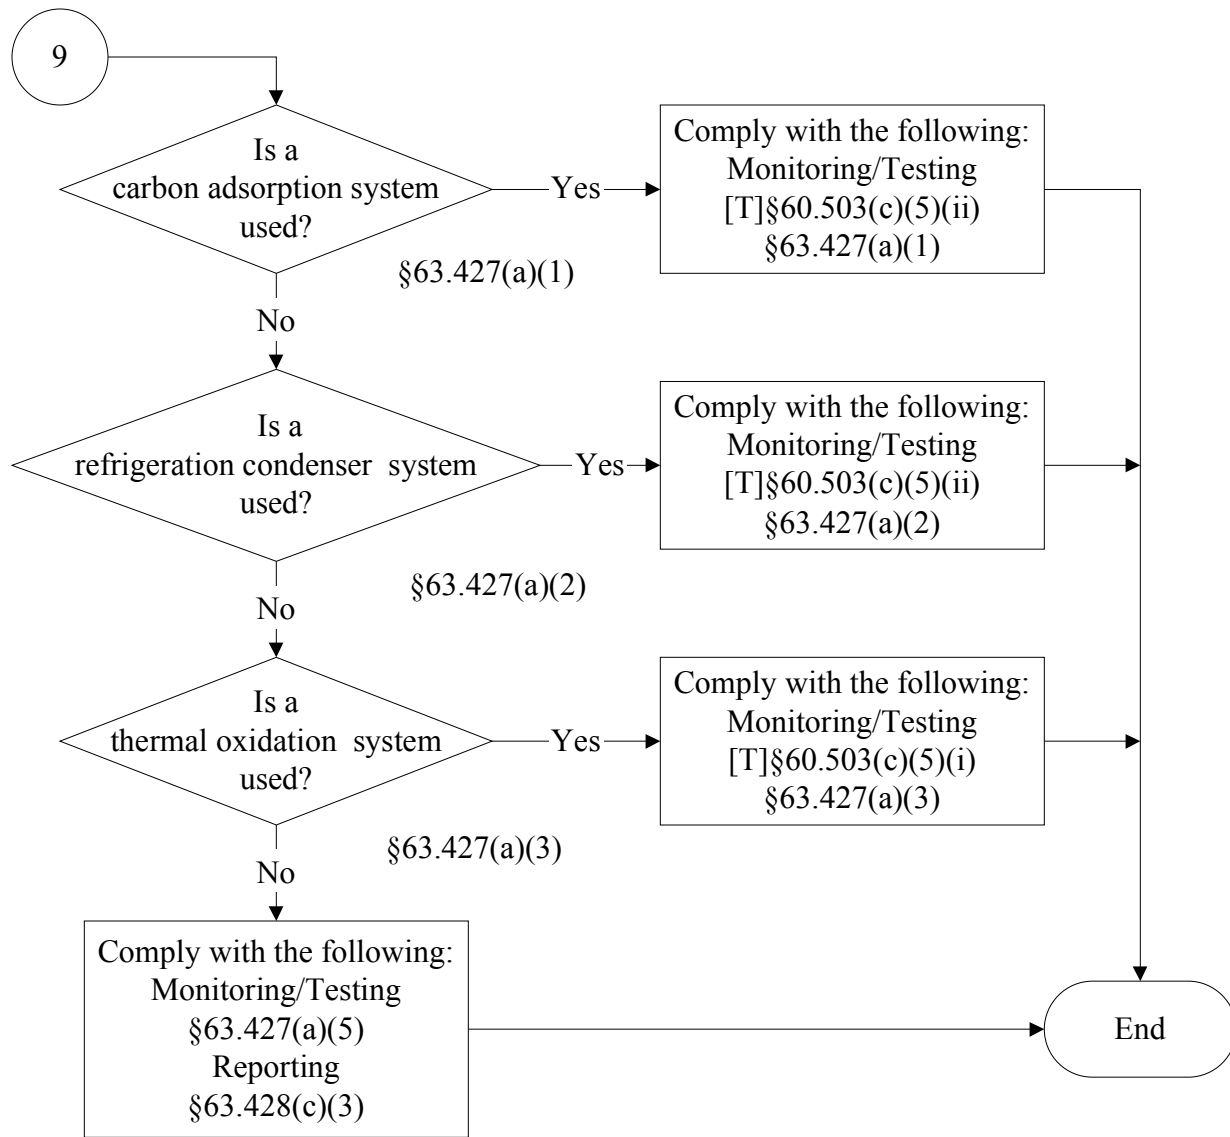 9
Is a
carbon adsorption system
used?
Yes
Comply with the following:
Monitoring/Testing
[T]§60.503(c)(5)(ii)
§63.427(a)(1)
§63.427(a)(1)
No
Is a
refrigeration condenser system
used?
Yes
Comply with the following:
Monitoring/Testing
[T]§60.503(c)(5)(ii)
§63.427(a)(2)
§63.427(a)(2)
No
Is a
thermal oxidation system
used?
Yes
Comply with the following:
Monitoring/Testing
[T]§60.503(c)(5)(i)
§63.427(a)(3)
§63.427(a)(3)
No
Comply with the following:
Monitoring/Testing
§63.427(a)(5)
Reporting
§63.428(c)(3)
End